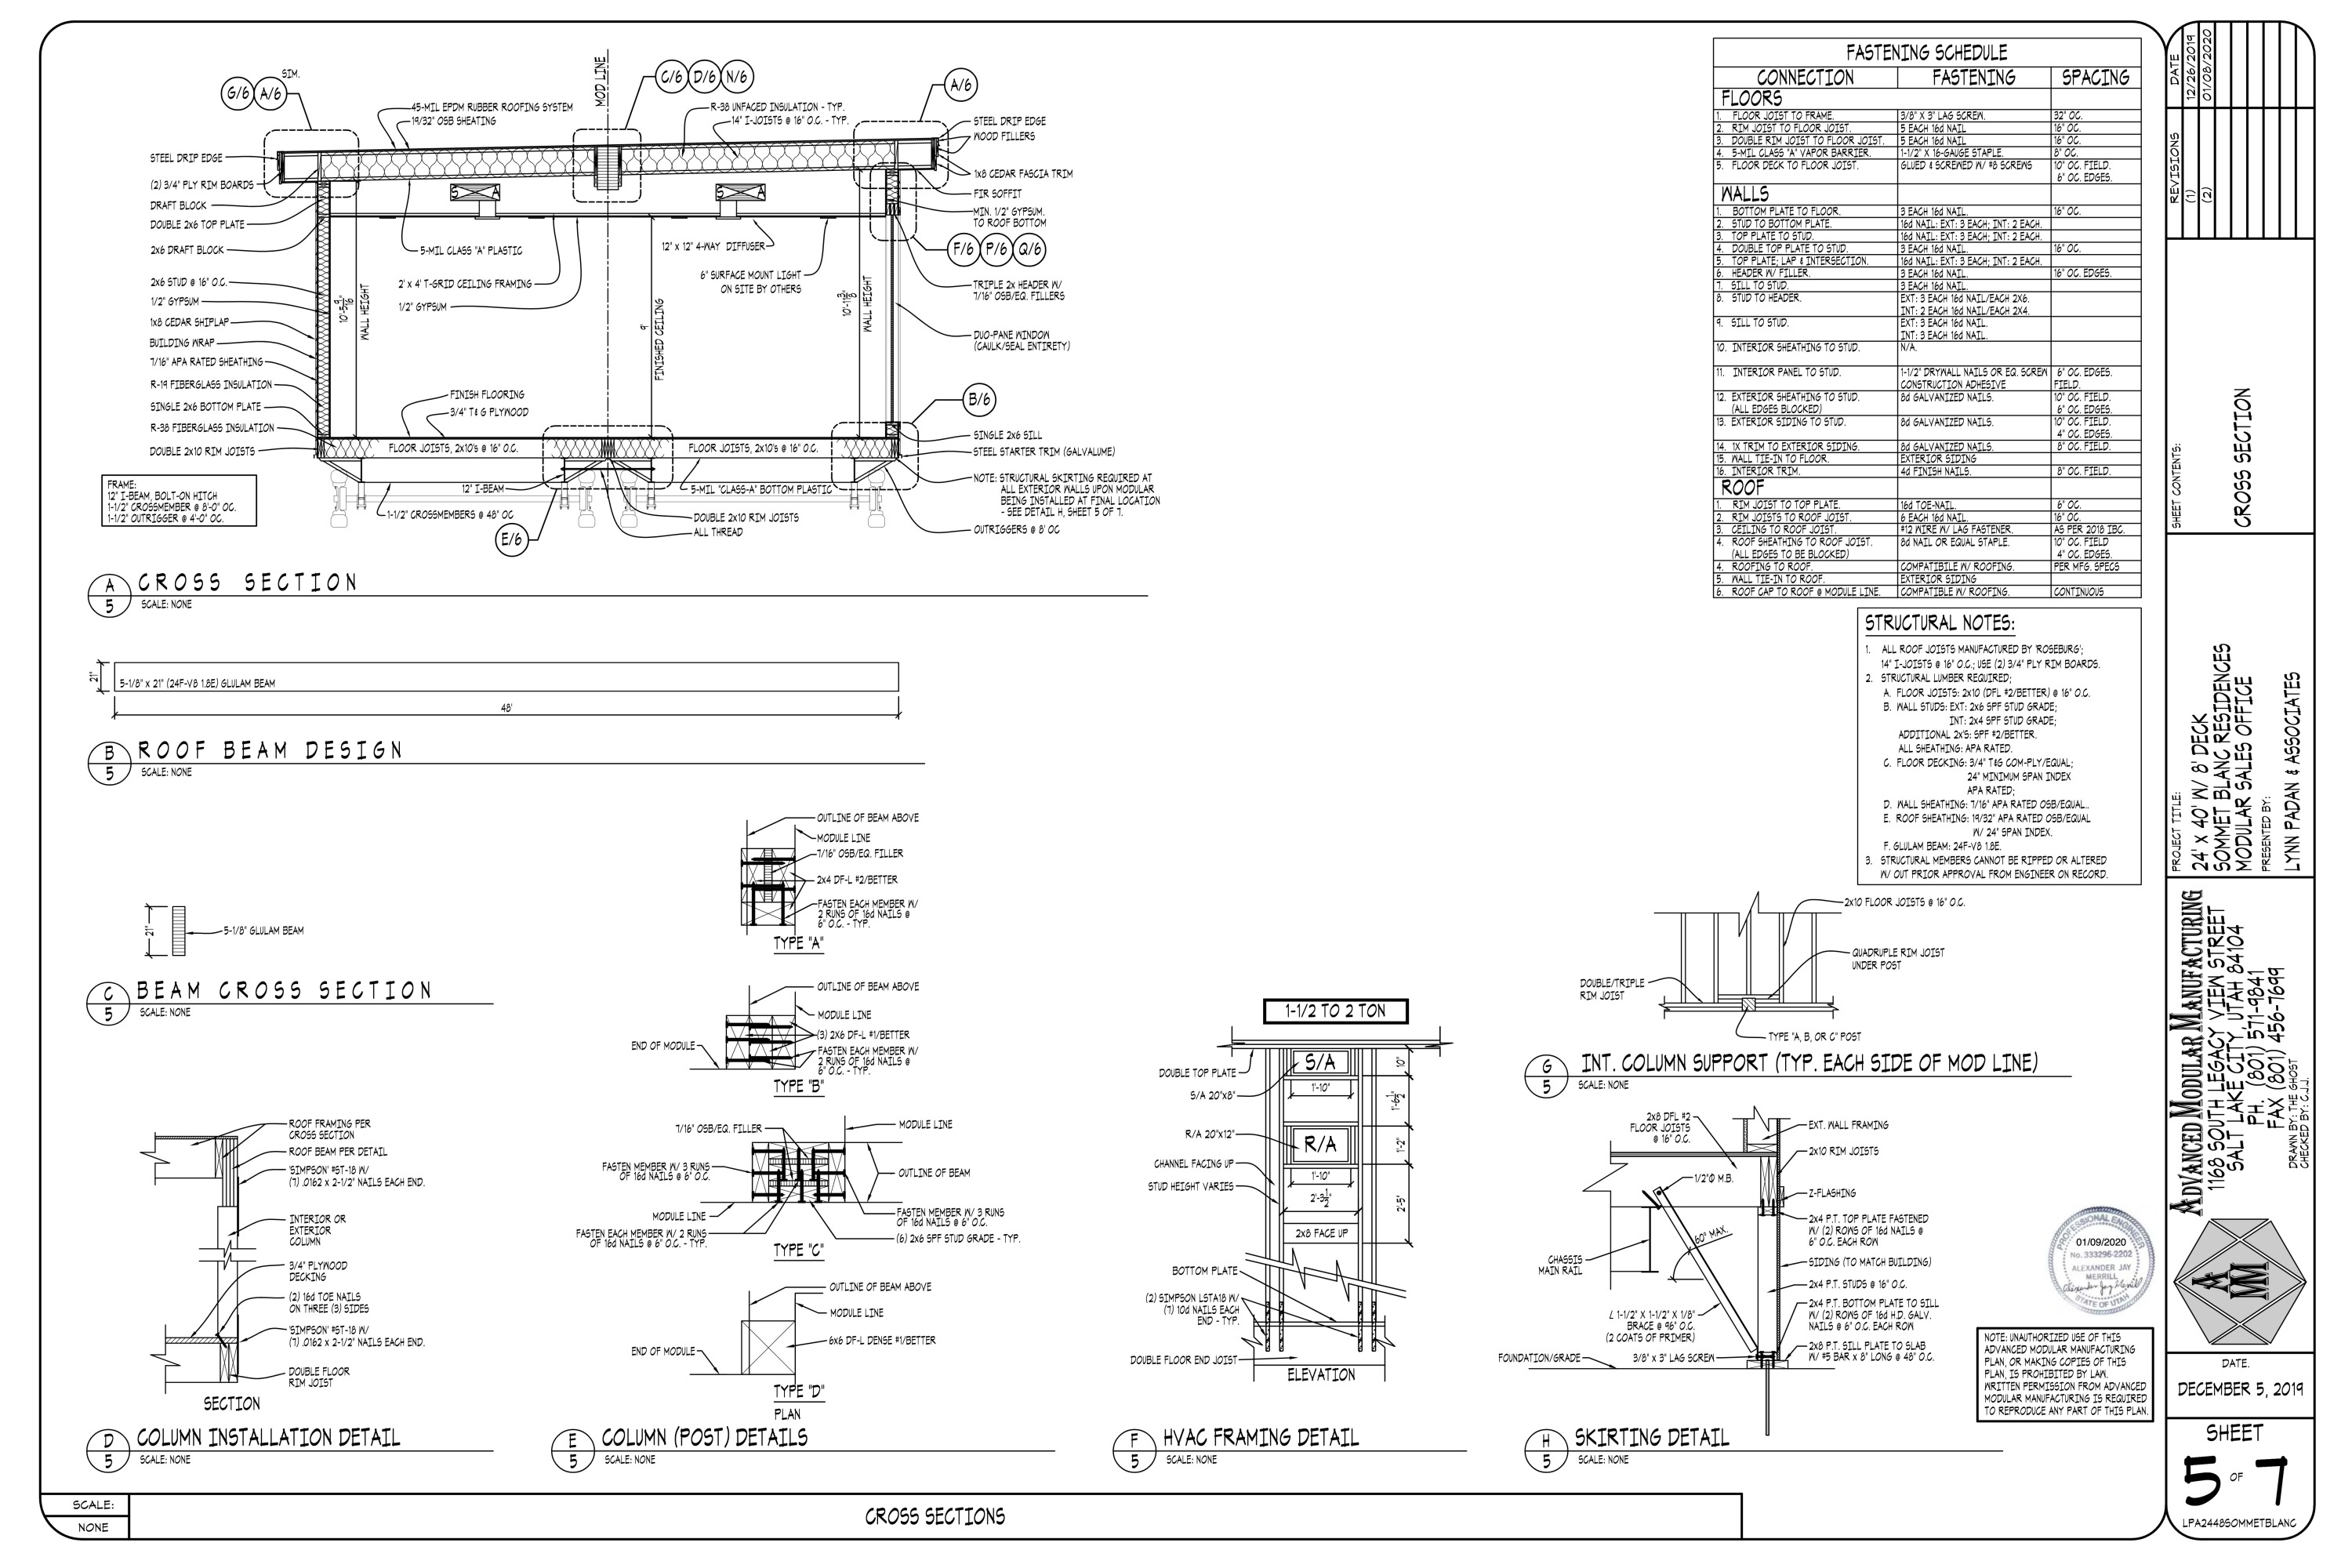 G/6
A/6
SIM.
MOD LINE
C/6
D/6
N/6
A/6
45-MIL EPDM RUBBER ROOFING SYSTEM
19/32" OSB SHEATING
R-38 UNFACED INSULATION - TYP.
14" I-JOISTS @ 16" O.C. - TYP.
STEEL DRIP EDGE
WOOD FILLERS
STEEL DRIP EDGE
(2) 3/4" PLY RIM BOARDS
DRAFT BLOCK
DOUBLE 2x6 TOP PLATE
2x6 DRAFT BLOCK
2x6 STUD @ 16" O.C.
1/2" GYPSUM
1x8 CEDAR SHIPLAP
BUILDING WRAP
7/16" APA RATED SHEATHING
R-19 FIBERGLASS INSULATION
SINGLE 2x6 BOTTOM PLATE
R-38 FIBERGLASS INSULATION
DOUBLE 2x10 RIM JOISTS
S A
S A
5-MIL CLASS "A" PLASTIC
2' x 4' T-GRID CEILING FRAMING
1/2" GYPSUM
12" x 12" 4-WAY DIFFUSER
6" SURFACE MOUNT LIGHT
ON SITE BY OTHERS
WALL HEIGHT
9'
FINISHED CEILING
WALL HEIGHT
1x8 CEDAR FASCIA TRIM
FIR SOFFIT
MIN. 1/2" GYPSUM.
TO ROOF BOTTOM
F/6
P/6
Q/6
TRIPLE 2x HEADER W/
7/16" OSB/EQ. FILLERS
DUO-PANE WINDOW
(CAULK/SEAL ENTIRETY)
B/6
SINGLE 2x6 SILL
STEEL STARTER TRIM (GALVALUME)
NOTE: STRUCTURAL SKIRTING REQUIRED AT
ALL EXTERIOR WALLS UPON MODULAR
BEING INSTALLED AT FINAL LOCATION
- SEE DETAIL H, SHEET 5 OF 7.
OUTRIGGERS @ 8' OC
FINISH FLOORING
3/4" T&G PLYWOOD
FLOOR JOISTS, 2x10'S @ 16" O.C.
FLOOR JOISTS, 2x10'S @ 16" O.C.
12" I-BEAM
5-MIL "CLASS-A" BOTTOM PLASTIC
1-1/2" CROSSMEMBERS @ 48" OC
DOUBLE 2x10 RIM JOISTS
ALL THREAD
E/6
FRAME:
12" I-BEAM, BOLT-ON HITCH
1-1/2" CROSSMEMBER @ 8'-0" OC.
1-1/2" OUTRIGGER @ 4'-0" OC.
A
5
CROSS SECTION
SCALE: NONE
21"
5-1/8" x 21" (24F-V8 1.8E) GLULAM BEAM
48'
B
5
ROOF BEAM DESIGN
SCALE: NONE
21"
5-1/8" GLULAM BEAM
C
5
BEAM CROSS SECTION
SCALE: NONE
ROOF FRAMING PER
CROSS SECTION
ROOF BEAM PER DETAIL
'SIMPSON' #ST-18 W/
(7) .0162 x 2-1/2" NAILS EACH END.
INTERIOR OR
EXTERIOR
COLUMN
3/4" PLYWOOD
DECKING
(2) 16d TOE NAILS
ON THREE (3) SIDES
'SIMPSON' #ST-18 W/
(7) .0162 x 2-1/2" NAILS EACH END.
DOUBLE FLOOR
RIM JOIST
SECTION
D
5
COLUMN INSTALLATION DETAIL
SCALE: NONE
OUTLINE OF BEAM ABOVE
MODULE LINE
7/16" OSB/EQ. FILLER
2x4 DF-L #2/BETTER
FASTEN EACH MEMBER W/
2 RUNS OF 16d NAILS @
6" O.C. - TYP.
TYPE "A"
OUTLINE OF BEAM ABOVE
MODULE LINE
(3) 2x6 DF-L #1/BETTER
END OF MODULE
FASTEN EACH MEMBER W/
2 RUNS OF 16d NAILS @
6" O.C. - TYP.
TYPE "B"
7/16" OSB/EQ. FILLER
MODULE LINE
FASTEN MEMBER W/ 3 RUNS
OF 16d NAILS @ 6" O.C.
OUTLINE OF BEAM
MODULE LINE
FASTEN EACH MEMBER W/ 2 RUNS
OF 16d NAILS @ 6" O.C. - TYP.
FASTEN MEMBER W/ 3 RUNS
OF 16d NAILS @ 6" O.C.
(6) 2x6 SPF STUD GRADE - TYP.
TYPE "C"
OUTLINE OF BEAM ABOVE
MODULE LINE
6x6 DF-L DENSE #1/BETTER
END OF MODULE
TYPE "D"
PLAN
E
5
COLUMN (POST) DETAILS
SCALE: NONE
1-1/2 TO 2 TON
DOUBLE TOP PLATE
S/A 20"x8"
R/A 20"x12"
CHANNEL FACING UP
STUD HEIGHT VARIES
S/A
1'-10"
R/A
1'-10"
2'-3 1/2"
10"
1'-6 1/2"
1'-2"
2'-5"
2x8 FACE UP
BOTTOM PLATE
(2) SIMPSON LSTA18 W/
(7) 10d NAILS EACH
END - TYP.
DOUBLE FLOOR END JOIST
ELEVATION
F
5
HVAC FRAMING DETAIL
SCALE: NONE
2x10 FLOOR JOISTS @ 16" O.C.
QUADRUPLE RIM JOIST
UNDER POST
DOUBLE/TRIPLE
RIM JOIST
TYPE "A, B, OR C" POST
G
5
INT. COLUMN SUPPORT (TYP. EACH SIDE OF MOD LINE)
SCALE: NONE
2x8 DFL #2
FLOOR JOISTS
@ 16" O.C.
EXT. WALL FRAMING
2x10 RIM JOISTS
1/2"Ø M.B.
Z-FLASHING
2x4 P.T. TOP PLATE FASTENED
W/ (2) ROWS OF 16d NAILS @
6" O.C. EACH ROW
60° MAX.
CHASSIS
MAIN RAIL
SIDING (TO MATCH BUILDING)
2x4 P.T. STUDS @ 16" O.C.
2x4 P.T. BOTTOM PLATE TO SILL
W/ (2) ROWS OF 16d H.D. GALV.
NAILS @ 6" O.C. EACH ROW
L 1-1/2" X 1-1/2" X 1/8"
BRACE @ 96" O.C.
(2 COATS OF PRIMER)
2x8 P.T. SILL PLATE TO SLAB
W/ #5 BAR x 8" LONG @ 48" O.C.
FOUNDATION/GRADE
3/8" x 3" LAG SCREW
H
5
SKIRTING DETAIL
SCALE: NONE
FASTENING SCHEDULE
CONNECTION FASTENING SPACING
FLOORS
1. FLOOR JOIST TO FRAME. 3/8" X 3" LAG SCREW. 32" OC.
2. RIM JOIST TO FLOOR JOIST. 5 EACH 16d NAIL 16" OC.
3. DOUBLE RIM JOIST TO FLOOR JOIST. 5 EACH 16d NAIL 16" OC.
4. 5-MIL CLASS "A" VAPOR BARRIER. 1-1/2" X 16-GAUGE STAPLE. 8" OC.
5. FLOOR DECK TO FLOOR JOIST. GLUED & SCREWED W/ #8 SCREWS 10" OC. FIELD.
6" OC. EDGES.
WALLS
1. BOTTOM PLATE TO FLOOR. 3 EACH 16d NAIL. 16" OC.
2. STUD TO BOTTOM PLATE. 16d NAIL: EXT: 3 EACH; INT: 2 EACH.
3. TOP PLATE TO STUD. 16d NAIL: EXT: 3 EACH; INT: 2 EACH.
4. DOUBLE TOP PLATE TO STUD. 3 EACH 16d NAIL. 16" OC.
5. TOP PLATE; LAP & INTERSECTION. 16d NAIL: EXT: 3 EACH; INT: 2 EACH.
6. HEADER W/ FILLER. 3 EACH 16d NAIL. 16" OC. EDGES.
7. SILL TO STUD. 3 EACH 16d NAIL.
8. STUD TO HEADER. EXT: 3 EACH 16d NAIL/EACH 2X6.
INT: 2 EACH 16d NAIL/EACH 2X4.
9. SILL TO STUD. EXT: 3 EACH 16d NAIL.
INT: 3 EACH 16d NAIL.
10. INTERIOR SHEATHING TO STUD. N/A.
11. INTERIOR PANEL TO STUD. 1-1/2" DRYWALL NAILS OR EQ. SCREW 6" OC. EDGES.
CONSTRUCTION ADHESIVE FIELD.
12. EXTERIOR SHEATHING TO STUD. 8d GALVANIZED NAILS. 10" OC. FIELD.
(ALL EDGES BLOCKED) 6" OC. EDGES.
13. EXTERIOR SIDING TO STUD. 8d GALVANIZED NAILS. 10" OC. FIELD.
4" OC. EDGES.
14. 1X TRIM TO EXTERIOR SIDING. 8d GALVANIZED NAILS. 8" OC. FIELD.
15. WALL TIE-IN TO FLOOR. EXTERIOR SIDING
16. INTERIOR TRIM. 4d FINISH NAILS. 8" OC. FIELD.
ROOF
1. RIM JOIST TO TOP PLATE. 16d TOE-NAIL. 6" OC.
2. RIM JOISTS TO ROOF JOIST. 6 EACH 16d NAIL. 16" OC.
3. CEILING TO ROOF JOIST. #12 WIRE W/ LAG FASTENER. AS PER 2018 IBC.
4. ROOF SHEATHING TO ROOF JOIST. 8d NAIL OR EQUAL STAPLE. 10" OC. FIELD
(ALL EDGES TO BE BLOCKED) 4" OC. EDGES.
4. ROOFING TO ROOF. COMPATIBILE W/ ROOFING. PER MFG. SPECS
5. WALL TIE-IN TO ROOF. EXTERIOR SIDING
6. ROOF CAP TO ROOF @ MODULE LINE. COMPATIBLE W/ ROOFING. CONTINUOUS
STRUCTURAL NOTES:
1. ALL ROOF JOISTS MANUFACTURED BY 'ROSEBURG';
14" I-JOISTS @ 16" O.C.; USE (2) 3/4" PLY RIM BOARDS.
2. STRUCTURAL LUMBER REQUIRED;
A. FLOOR JOISTS: 2x10 (DFL #2/BETTER) @ 16" O.C.
B. WALL STUDS: EXT: 2x6 SPF STUD GRADE;
INT: 2x4 SPF STUD GRADE;
ADDITIONAL 2x'S: SPF #2/BETTER.
ALL SHEATHING: APA RATED.
C. FLOOR DECKING: 3/4" T&G COM-PLY/EQUAL;
24" MINIMUM SPAN INDEX
APA RATED;
D. WALL SHEATHING: 7/16" APA RATED OSB/EQUAL..
E. ROOF SHEATHING: 19/32" APA RATED OSB/EQUAL
W/ 24" SPAN INDEX.
F. GLULAM BEAM: 24F-V8 1.8E.
3. STRUCTURAL MEMBERS CANNOT BE RIPPED OR ALTERED
W/ OUT PRIOR APPROVAL FROM ENGINEER ON RECORD.
PROFESSIONAL ENGINEER
01/09/2020
No. 333296-2202
ALEXANDER JAY
MERRILL
STATE OF UTAH
NOTE: UNAUTHORIZED USE OF THIS
ADVANCED MODULAR MANUFACTURING
PLAN, OR MAKING COPIES OF THIS
PLAN, IS PROHIBITED BY LAW.
WRITTEN PERMISSION FROM ADVANCED
MODULAR MANUFACTURING IS REQUIRED
TO REPRODUCE ANY PART OF THIS PLAN.
REVISIONS DATE
(1) 12/26/2019
(2) 01/08/2020
SHEET CONTENTS:
CROSS SECTION
PROJECT TITLE:
24' x 40' W/ 8' DECK
SOMMET BLANC RESIDENCES
MODULAR SALES OFFICE
PRESENTED BY:
LYNN PADAN & ASSOCIATES
ADVANCED MODULAR MANUFACTURING
1168 SOUTH LEGACY VIEW STREET
SALT LAKE CITY, UTAH 84104
PH. (801) 571-9841
FAX (801) 456-7699
DRAWN BY: THE GHOST
CHECKED BY: C.J.J.
AMM
DATE.
DECEMBER 5, 2019
SHEET
5 OF 7
LPA2448SOMMETBLANC
SCALE:
NONE
CROSS SECTIONS